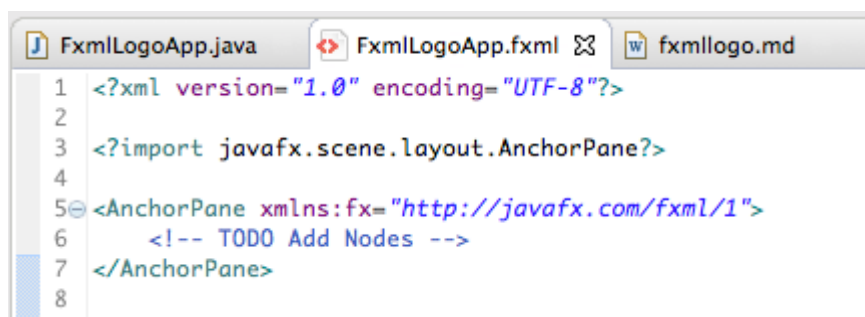 FxmlLogoApp.java FxmlLogoApp.fxml fxmllogo.md
1 <?xml version="1.0" encoding="UTF-8"?>
2
3 <?import javafx.scene.layout.AnchorPane?>
4
5 <AnchorPane xmlns:fx="http://javafx.com/fxml/1">
6     <!-- TODO Add Nodes -->
7 </AnchorPane>
8